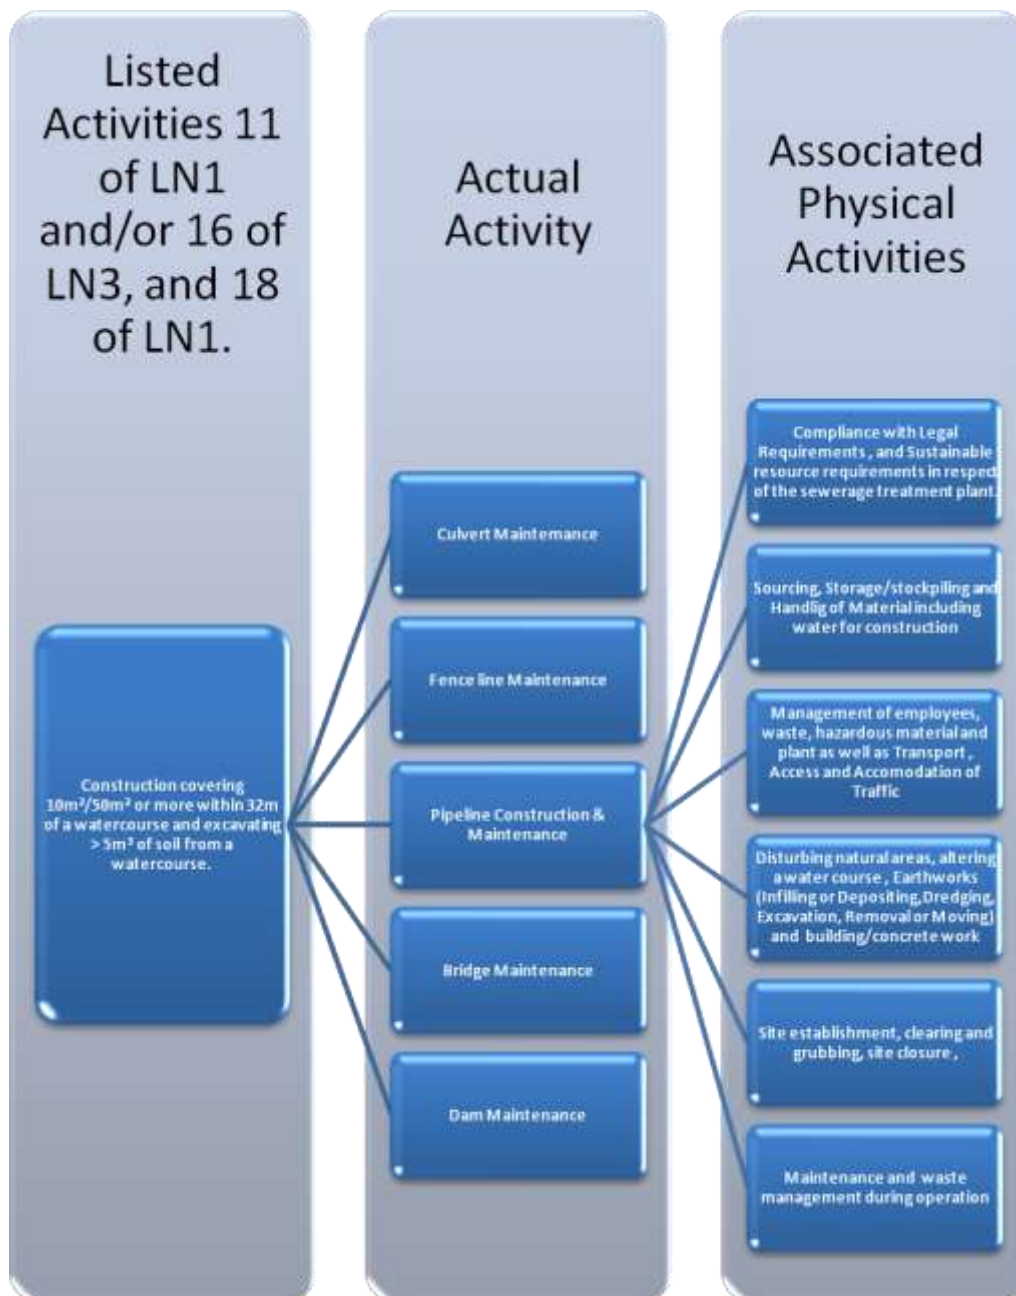 Listed
Activities 11
of LN1
and/or 16 of
LN3, and 18
of LN1.
Construction covering
10m²/50m² or more within 32m
of a watercourse and excavating
> 5m³ of soil from a
watercourse.
Actual
Activity
Culvert Maintemance
Fence line Maintenance
Pipeline Construction &
Maintenance
Bridge Maintenance
Dam Maintenance
Associated
Physical
Activities
Compliance with Legal
Requirements , and Sustainable
resource requirements in respect
of the sewerage treatment plant.
Sourcing, Storage/stockpiling and
Handlig of Material including
water for construction
Management of employees,
waste, hazardous material and
plant as well as Transport ,
Access and Accomodation of
Traffic
Disturbing natural areas, altering
a water course , Earthworks
(Infilling or Depositing, Dredging,
Excavation, Removal or Moving)
and building/concrete work
Site establishment, clearing and
grubbing, site closure ,
Maintenance and waste
management during operation